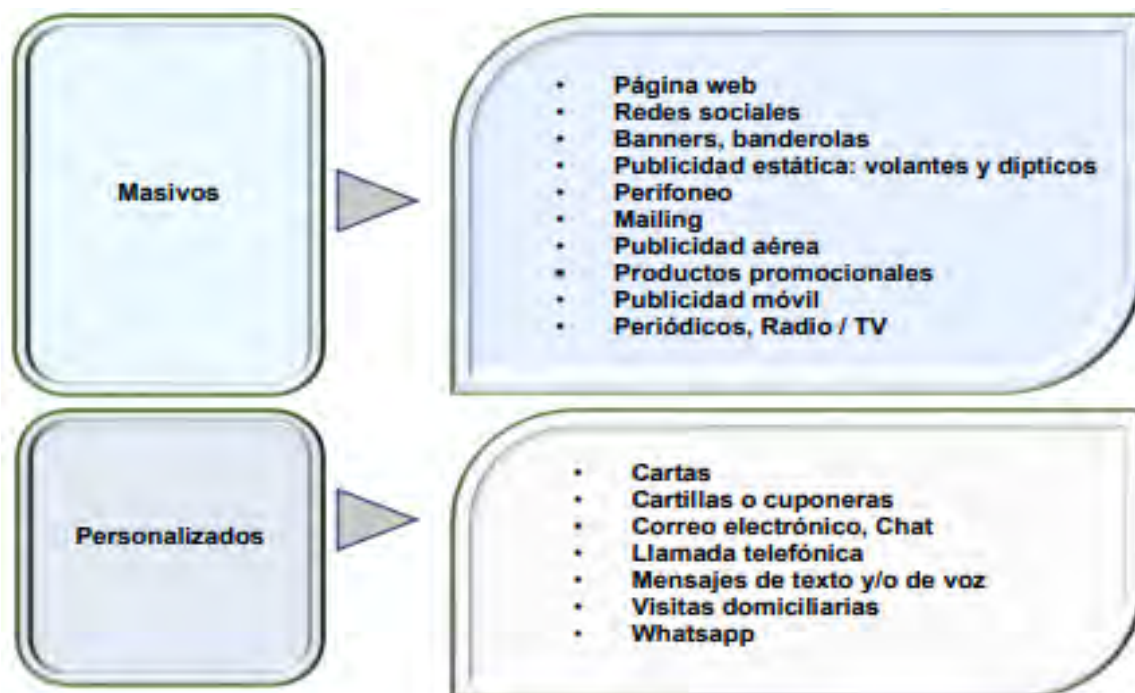 Masivos
• Página web
• Redes sociales
• Banners, banderolas
• Publicidad estática: volantes y dípticos
• Perifoneo
• Mailing
• Publicidad aérea
• Productos promocionales
• Publicidad móvil
• Periódicos, Radio / TV
Personalizados
• Cartas
• Cartillas o cuponeras
• Correo electrónico, Chat
• Llamada telefónica
• Mensajes de texto y/o de voz
• Visitas domiciliarias
• Whatsapp